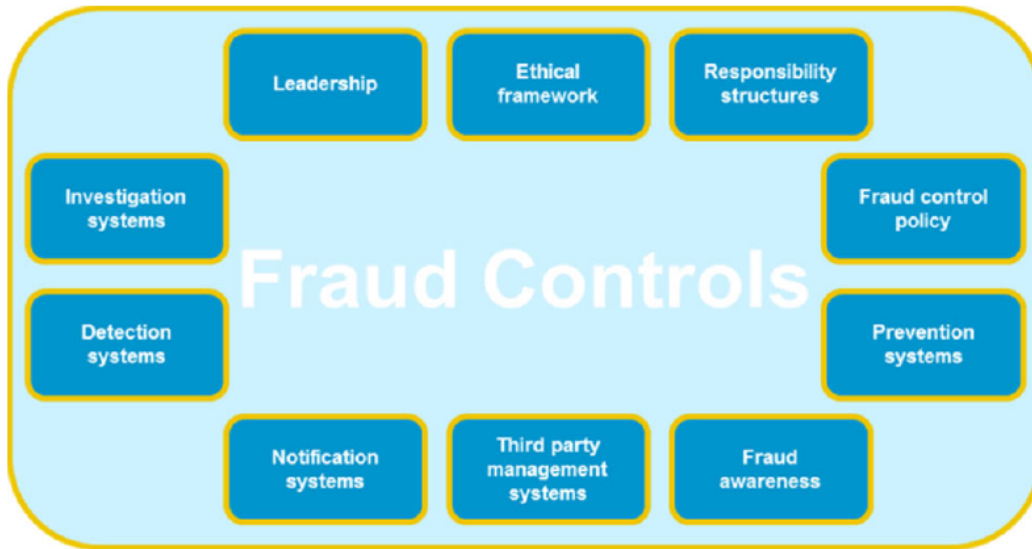 Leadership
Ethical
framework
Responsibility
structures
Investigation
systems
Fraud control
policy
Fraud Controls
Detection
systems
Prevention
systems
Notification
systems
Third party
management
systems
Fraud
awareness